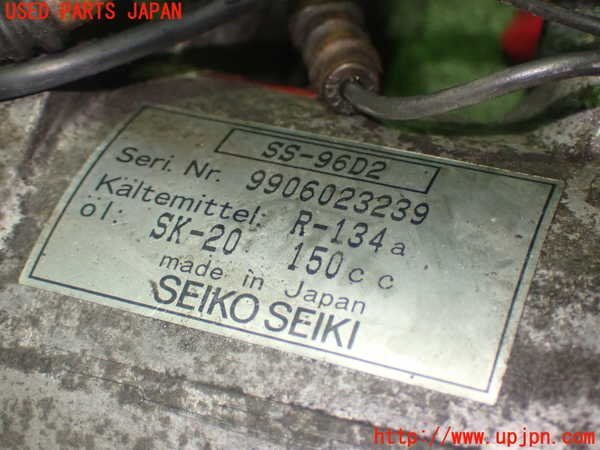 USED PARTS JAPAN
SS-96D2
Seri. Nr. 9906023239
Kältemittel: R-134a
öl: SK-20 150cc
made in Japan
SEIKO SEIKI
http://www.upjpn.com/